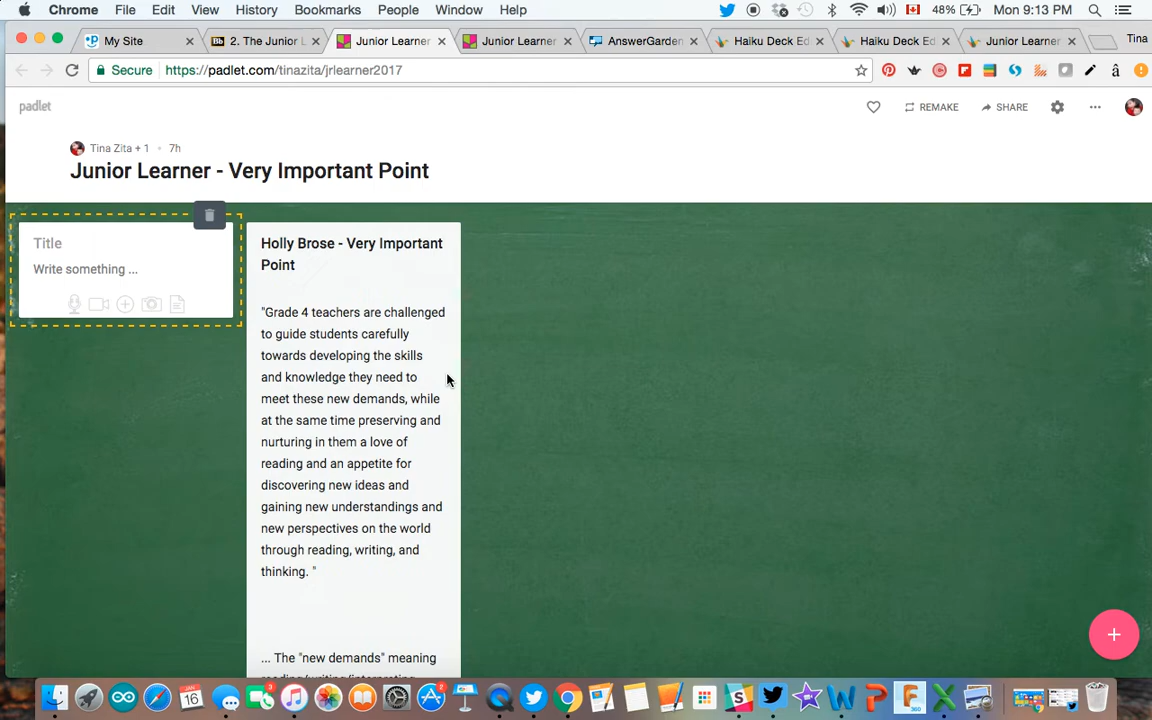 Chrome File Edit View History Bookmarks People Window Help 48% Mon 9:13 PM
My Site 2. The Junior L Junior Learner Junior Learner AnswerGarden Haiku Deck Ed Haiku Deck Ed Junior Learner Tina
Secure https://padlet.com/tinazita/jrlearner2017
padlet REMAKE SHARE
Tina Zita + 1 • 7h
Junior Learner - Very Important Point
Title
Write something ...
Holly Brose - Very Important
Point
"Grade 4 teachers are challenged
to guide students carefully
towards developing the skills
and knowledge they need to
meet these new demands, while
at the same time preserving and
nurturing in them a love of
reading and an appetite for
discovering new ideas and
gaining new understandings and
new perspectives on the world
through reading, writing, and
thinking. "
... The "new demands" meaning